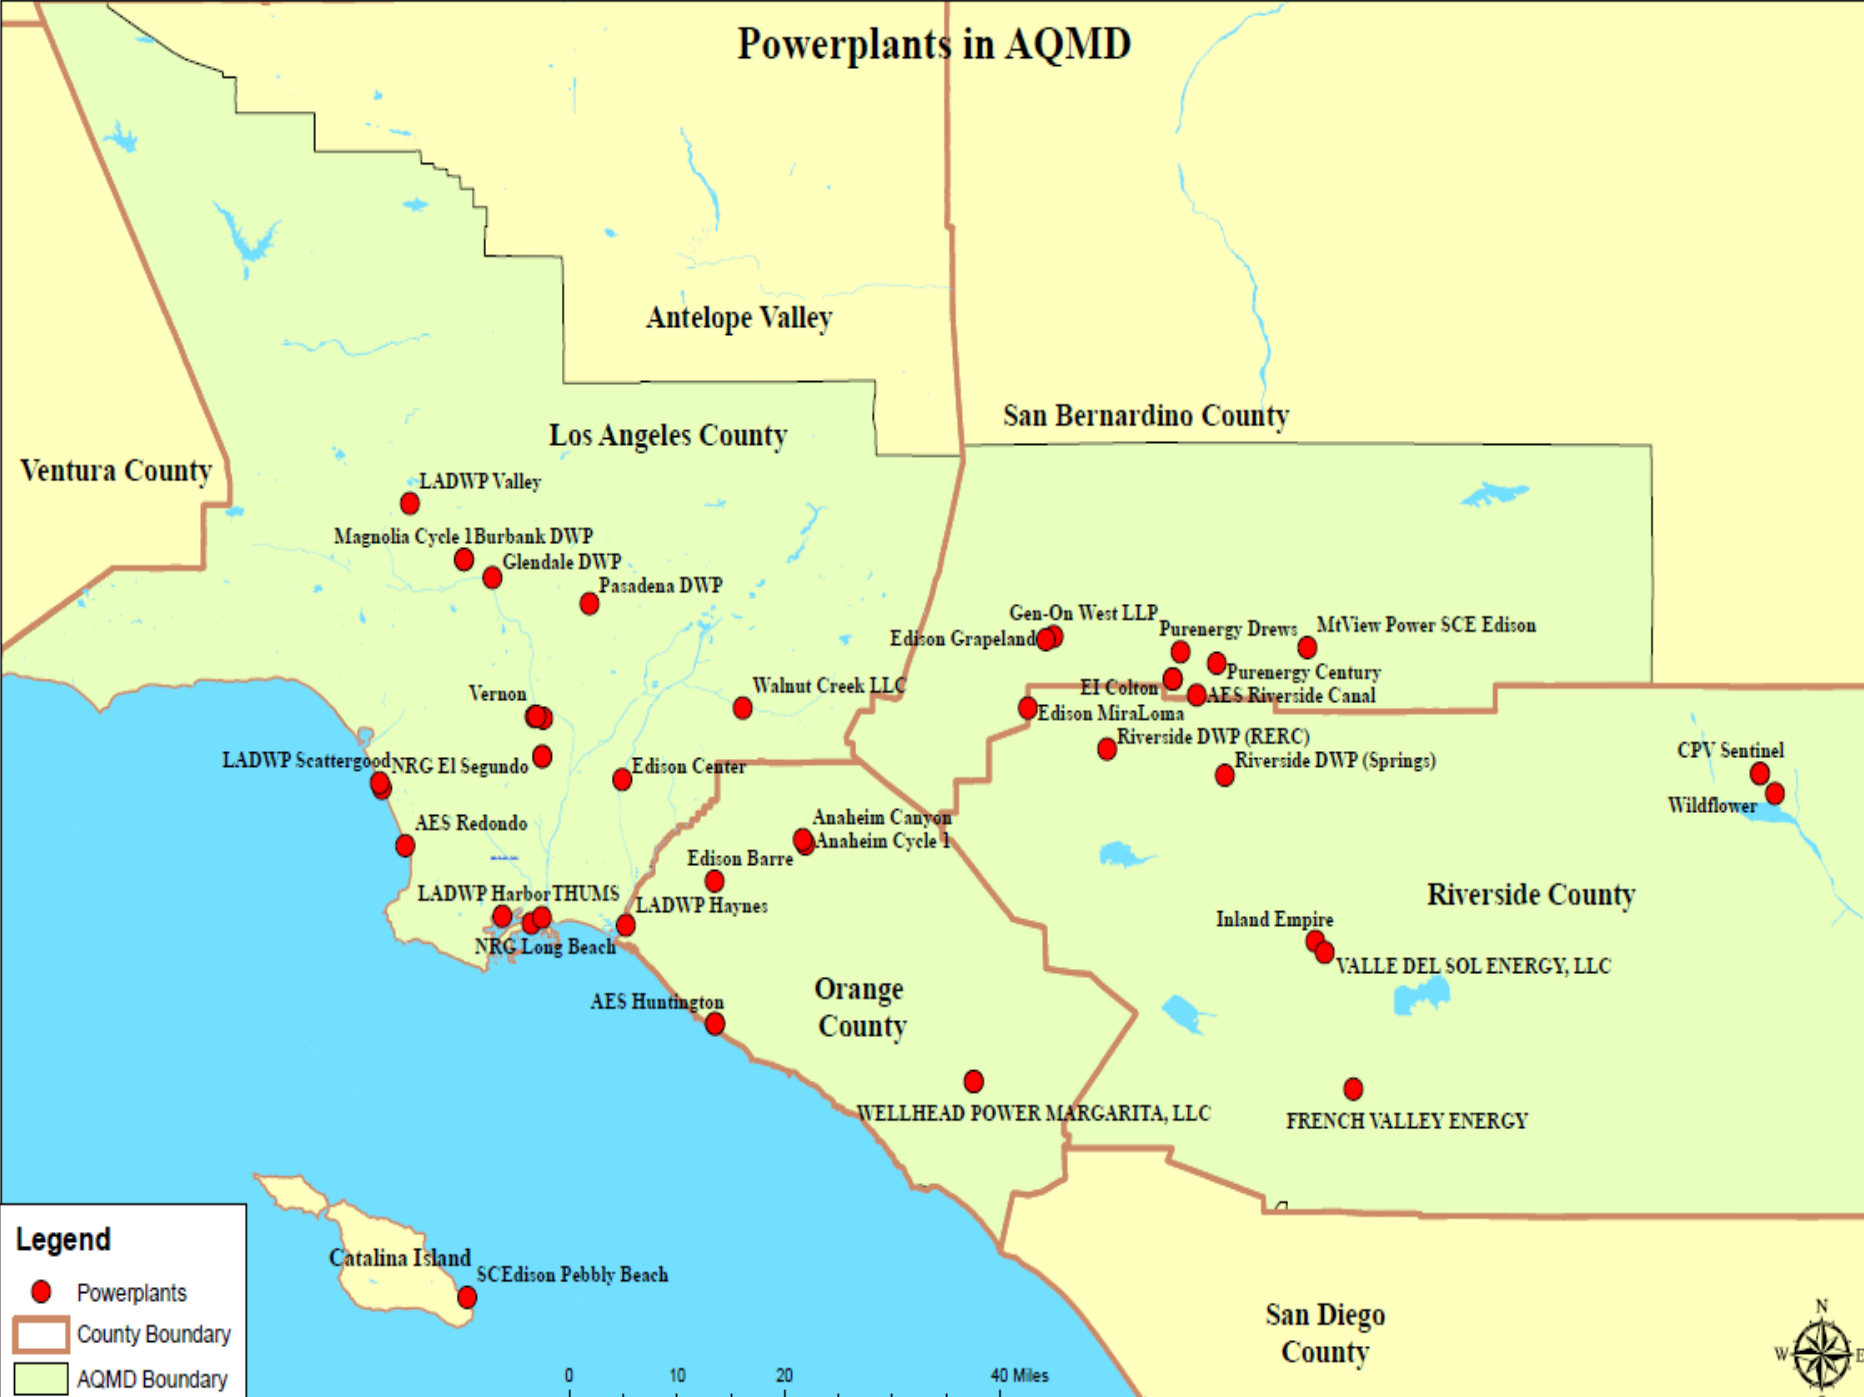 Powerplants in AQMD
Antelope Valley
San Bernardino County
Los Angeles County
Ventura County
LADWP Valley
Magnolia Cycle 1Burbank DWP
Glendale DWP
Pasadena DWP
Gen-On West LLP
Edison Grapeland
Purenergy Drews
MtView Power SCE Edison
Purenergy Century
EI Colton
AES Riverside Canal
Vernon
Walnut Creek LLC
Edison MiraLoma
Riverside DWP (RERC)
Riverside DWP (Springs)
CPV Sentinel
Wildflower
LADWP Scattergood
NRG El Segundo
Edison Center
AES Redondo
Anaheim Canyon
Anaheim Cycle 1
Edison Barre
LADWP Harbor
THUMS
LADWP Haynes
NRG Long Beach
Riverside County
Inland Empire
VALLE DEL SOL ENERGY, LLC
Orange
County
AES Huntington
WELLHEAD POWER MARGARITA, LLC
FRENCH VALLEY ENERGY
Catalina Island
SCEdison Pebbly Beach
San Diego
County
Legend
Powerplants
County Boundary
AQMD Boundary
0 10 20 40 Miles
N
W E